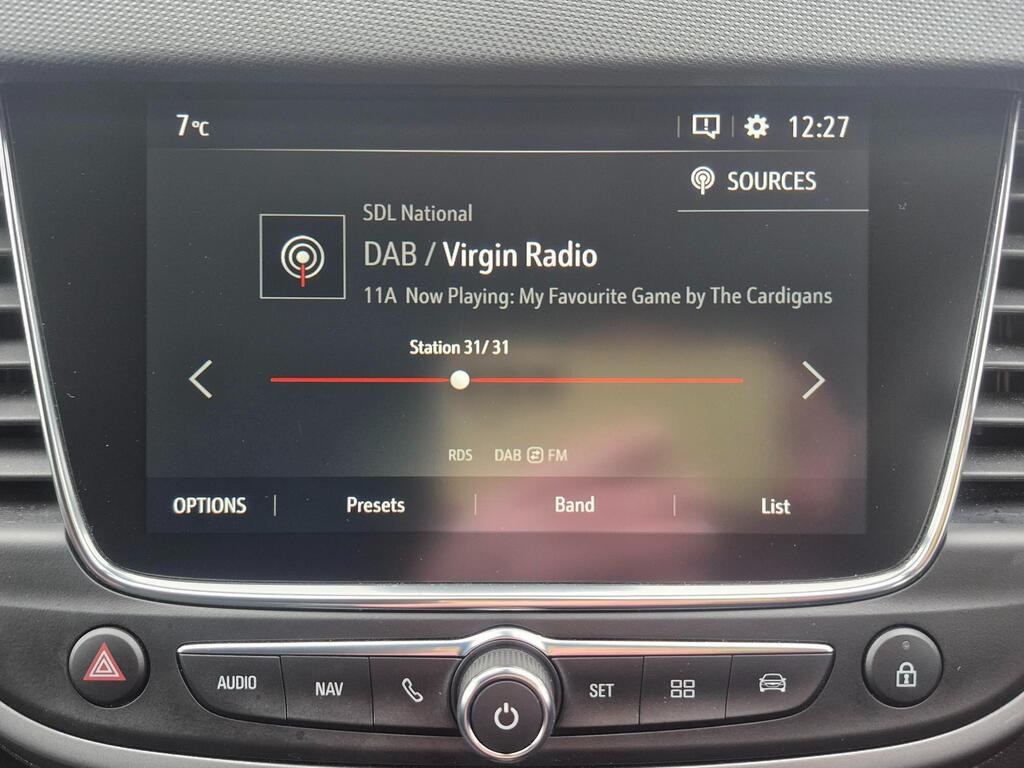 7°C
12:27
SOURCES
SDL National
DAB / Virgin Radio
11A Now Playing: My Favourite Game by The Cardigans
Station 31/31
RDS DAB FM
OPTIONS Presets Band List
AUDIO NAV SET